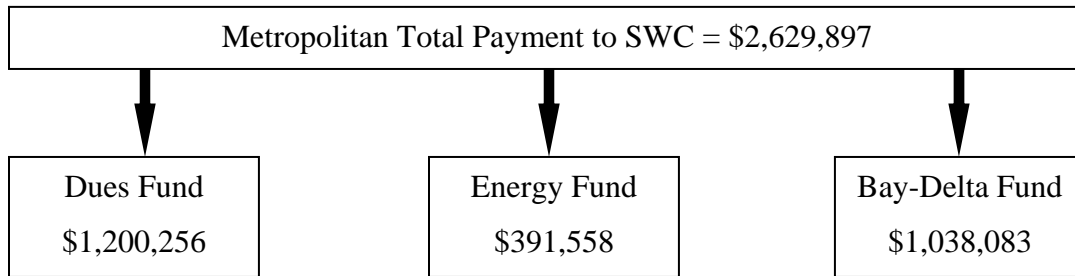 Metropolitan Total Payment to SWC = $2,629,897
Dues Fund
$1,200,256
Energy Fund
$391,558
Bay-Delta Fund
$1,038,083